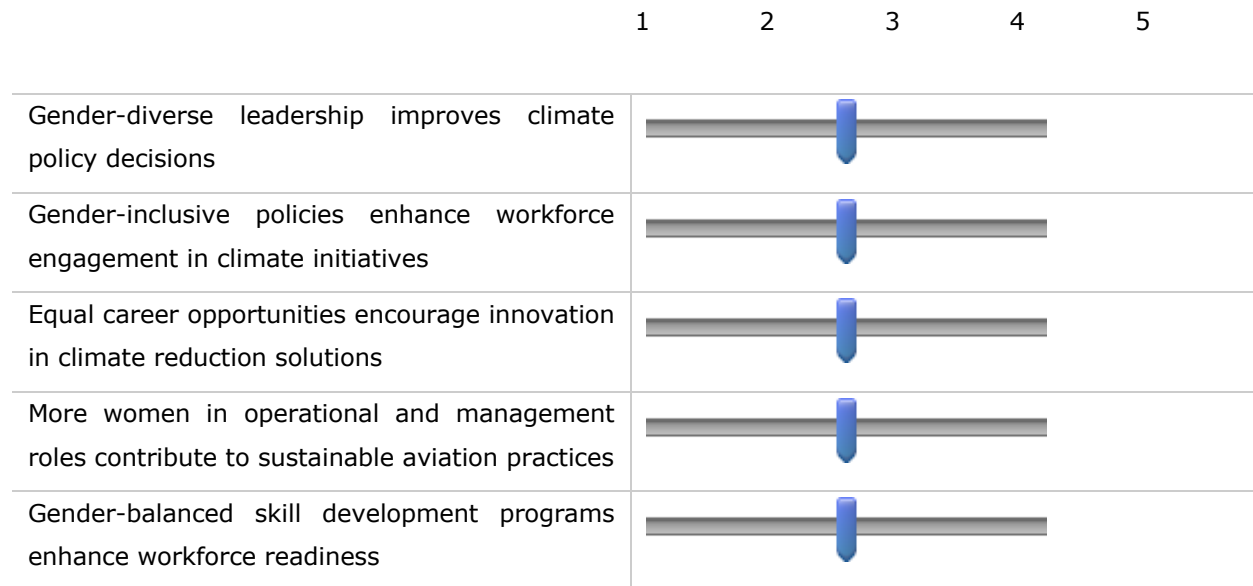 1 2 3 4 5
Gender-diverse leadership improves climate
policy decisions
Gender-inclusive policies enhance workforce
engagement in climate initiatives
Equal career opportunities encourage innovation
in climate reduction solutions
More women in operational and management
roles contribute to sustainable aviation practices
Gender-balanced skill development programs
enhance workforce readiness